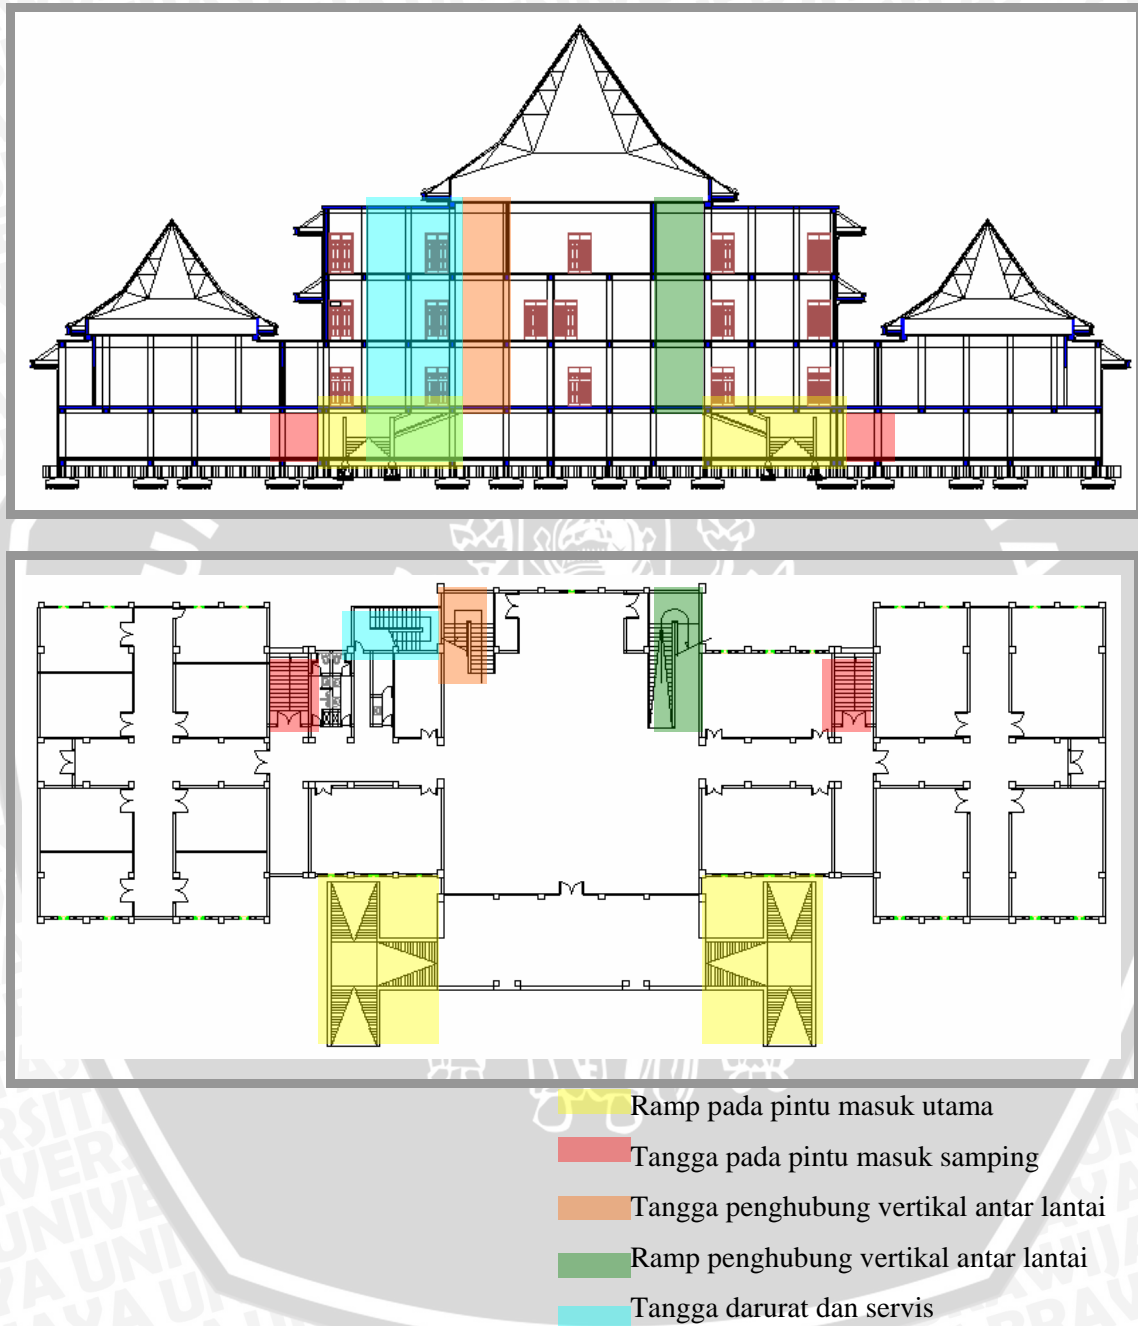 Ramp pada pintu masuk utama
Tangga pada pintu masuk samping
Tangga penghubung vertikal antar lantai
Ramp penghubung vertikal antar lantai
Tangga darurat dan servis